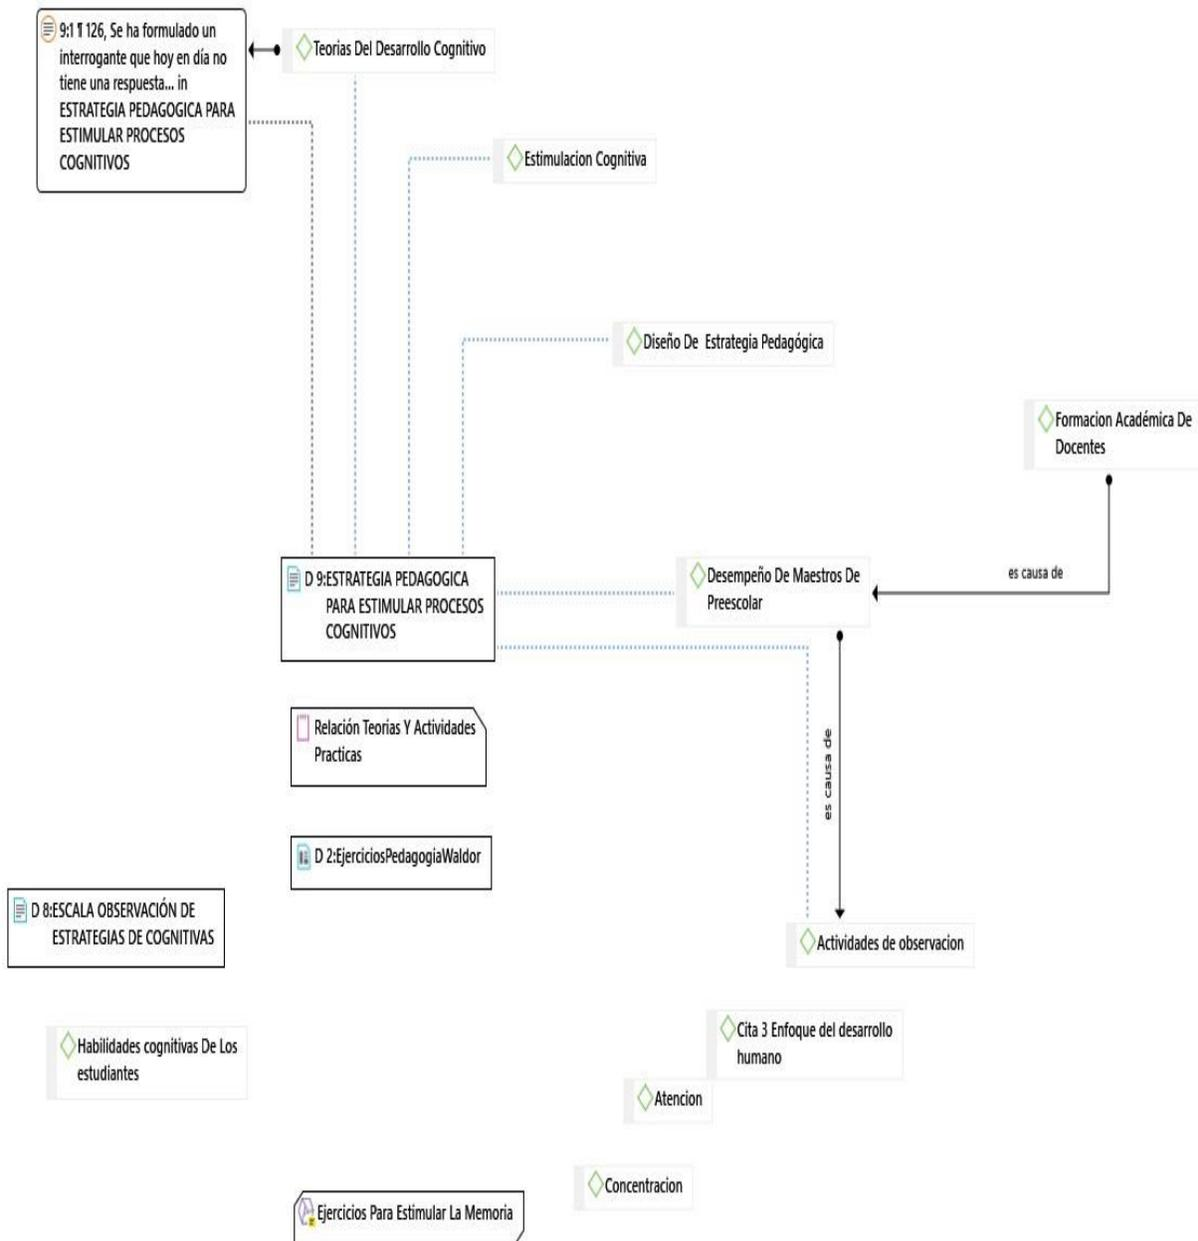 9:1 ¶ 126, Se ha formulado un
interrogante que hoy en día no
tiene una respuesta... in
ESTRATEGIA PEDAGOGICA PARA
ESTIMULAR PROCESOS
COGNITIVOS
Teorias Del Desarrollo Cognitivo
Estimulacion Cognitiva
Diseño De Estrategia Pedagógica
Formacion Académica De
Docentes
es causa de
D 9:ESTRATEGIA PEDAGOGICA
PARA ESTIMULAR PROCESOS
COGNITIVOS
Desempeño De Maestros De
Preescolar
Relación Teorias Y Actividades
Practicas
es causa de
D 2:EjerciciosPedagogiaWaldor
D 8:ESCALA OBSERVACIÓN DE
ESTRATEGIAS DE COGNITIVAS
Actividades de observacion
Cita 3 Enfoque del desarrollo
humano
Habilidades cognitivas De Los
estudiantes
Atencion
Concentracion
Ejercicios Para Estimular La Memoria